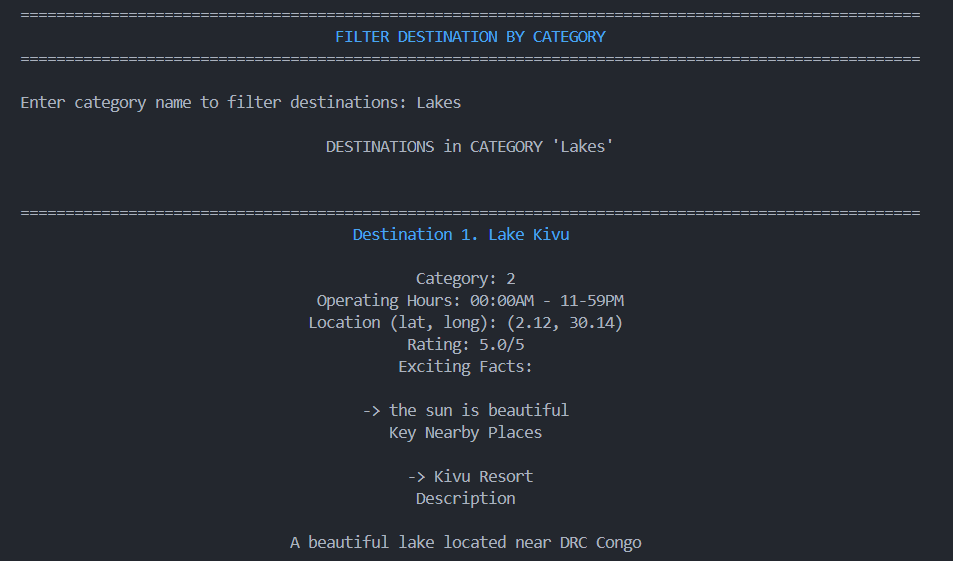 ====================================================================================================
FILTER DESTINATION BY CATEGORY
====================================================================================================
Enter category name to filter destinations: Lakes
DESTINATIONS in CATEGORY 'Lakes'
====================================================================================================
Destination 1. Lake Kivu
Category: 2
Operating Hours: 00:00AM - 11-59PM
Location (lat, long): (2.12, 30.14)
Rating: 5.0/5
Exciting Facts:
-> the sun is beautiful
Key Nearby Places
-> Kivu Resort
Description
A beautiful lake located near DRC Congo